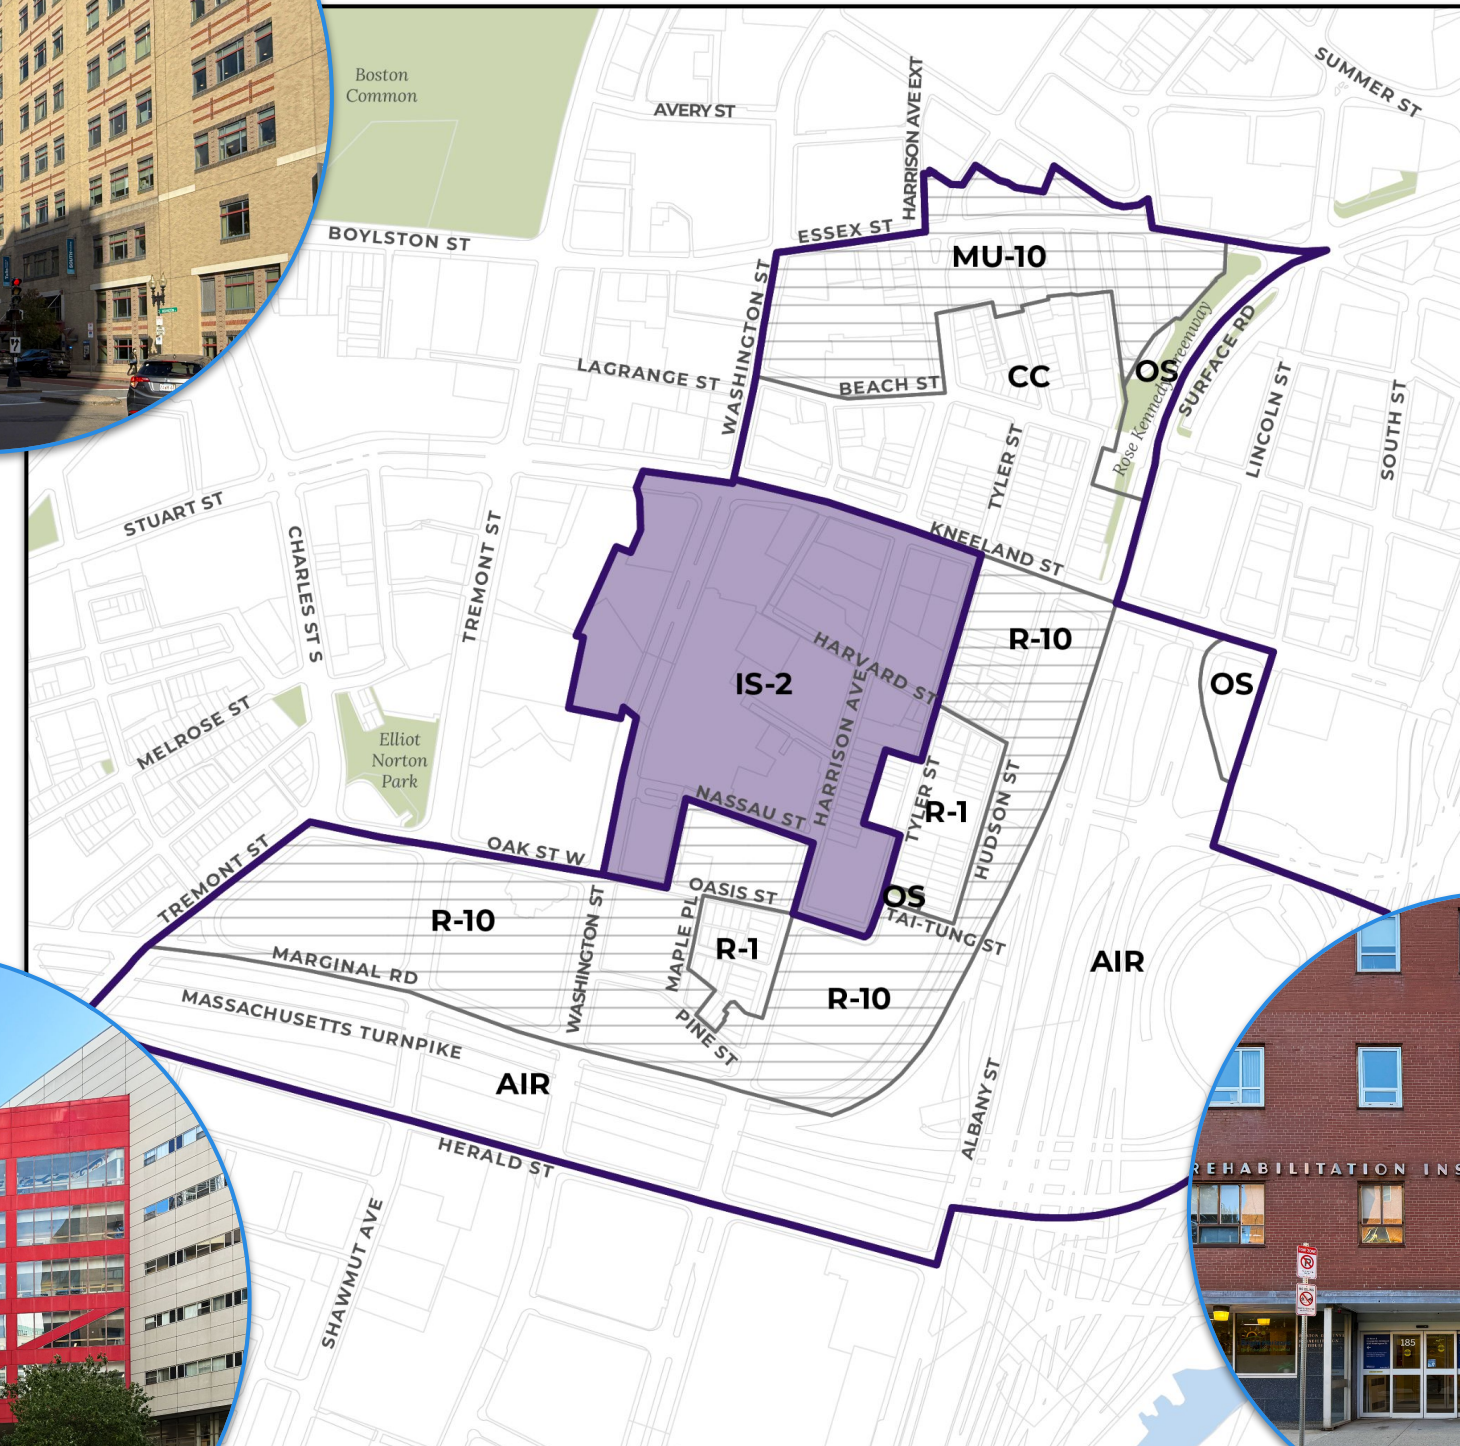 Boston
Common
AVERY ST
HARRISON AVE EXT
SUMMER ST
BOYLSTON ST
ESSEX ST
MU-10
WASHINGTON ST
LAGRANGE ST
BEACH ST
CC
OS
Rose Kennedy Greenway
SURFACE RD
LINCOLN ST
SOUTH ST
TYLER ST
STUART ST
CHARLES ST S
TREMONT ST
KNEELAND ST
R-10
HARVARD ST
IS-2
OS
HARRISON AVE
MELROSE ST
Elliot
Norton
Park
NASSAU ST
TYLER ST
R-1
HUDSON ST
TREMONT ST
OAK ST W
OASIS ST
OS
TAI-TUNG ST
R-10
WASHINGTON ST
MAPLE PL
R-1
AIR
MARGINAL RD
R-10
MASSACHUSETTS TURNPIKE
PINE ST
AIR
ALBANY ST
HERALD ST
SHAWMUT AVE
REHABILITATION INS
185